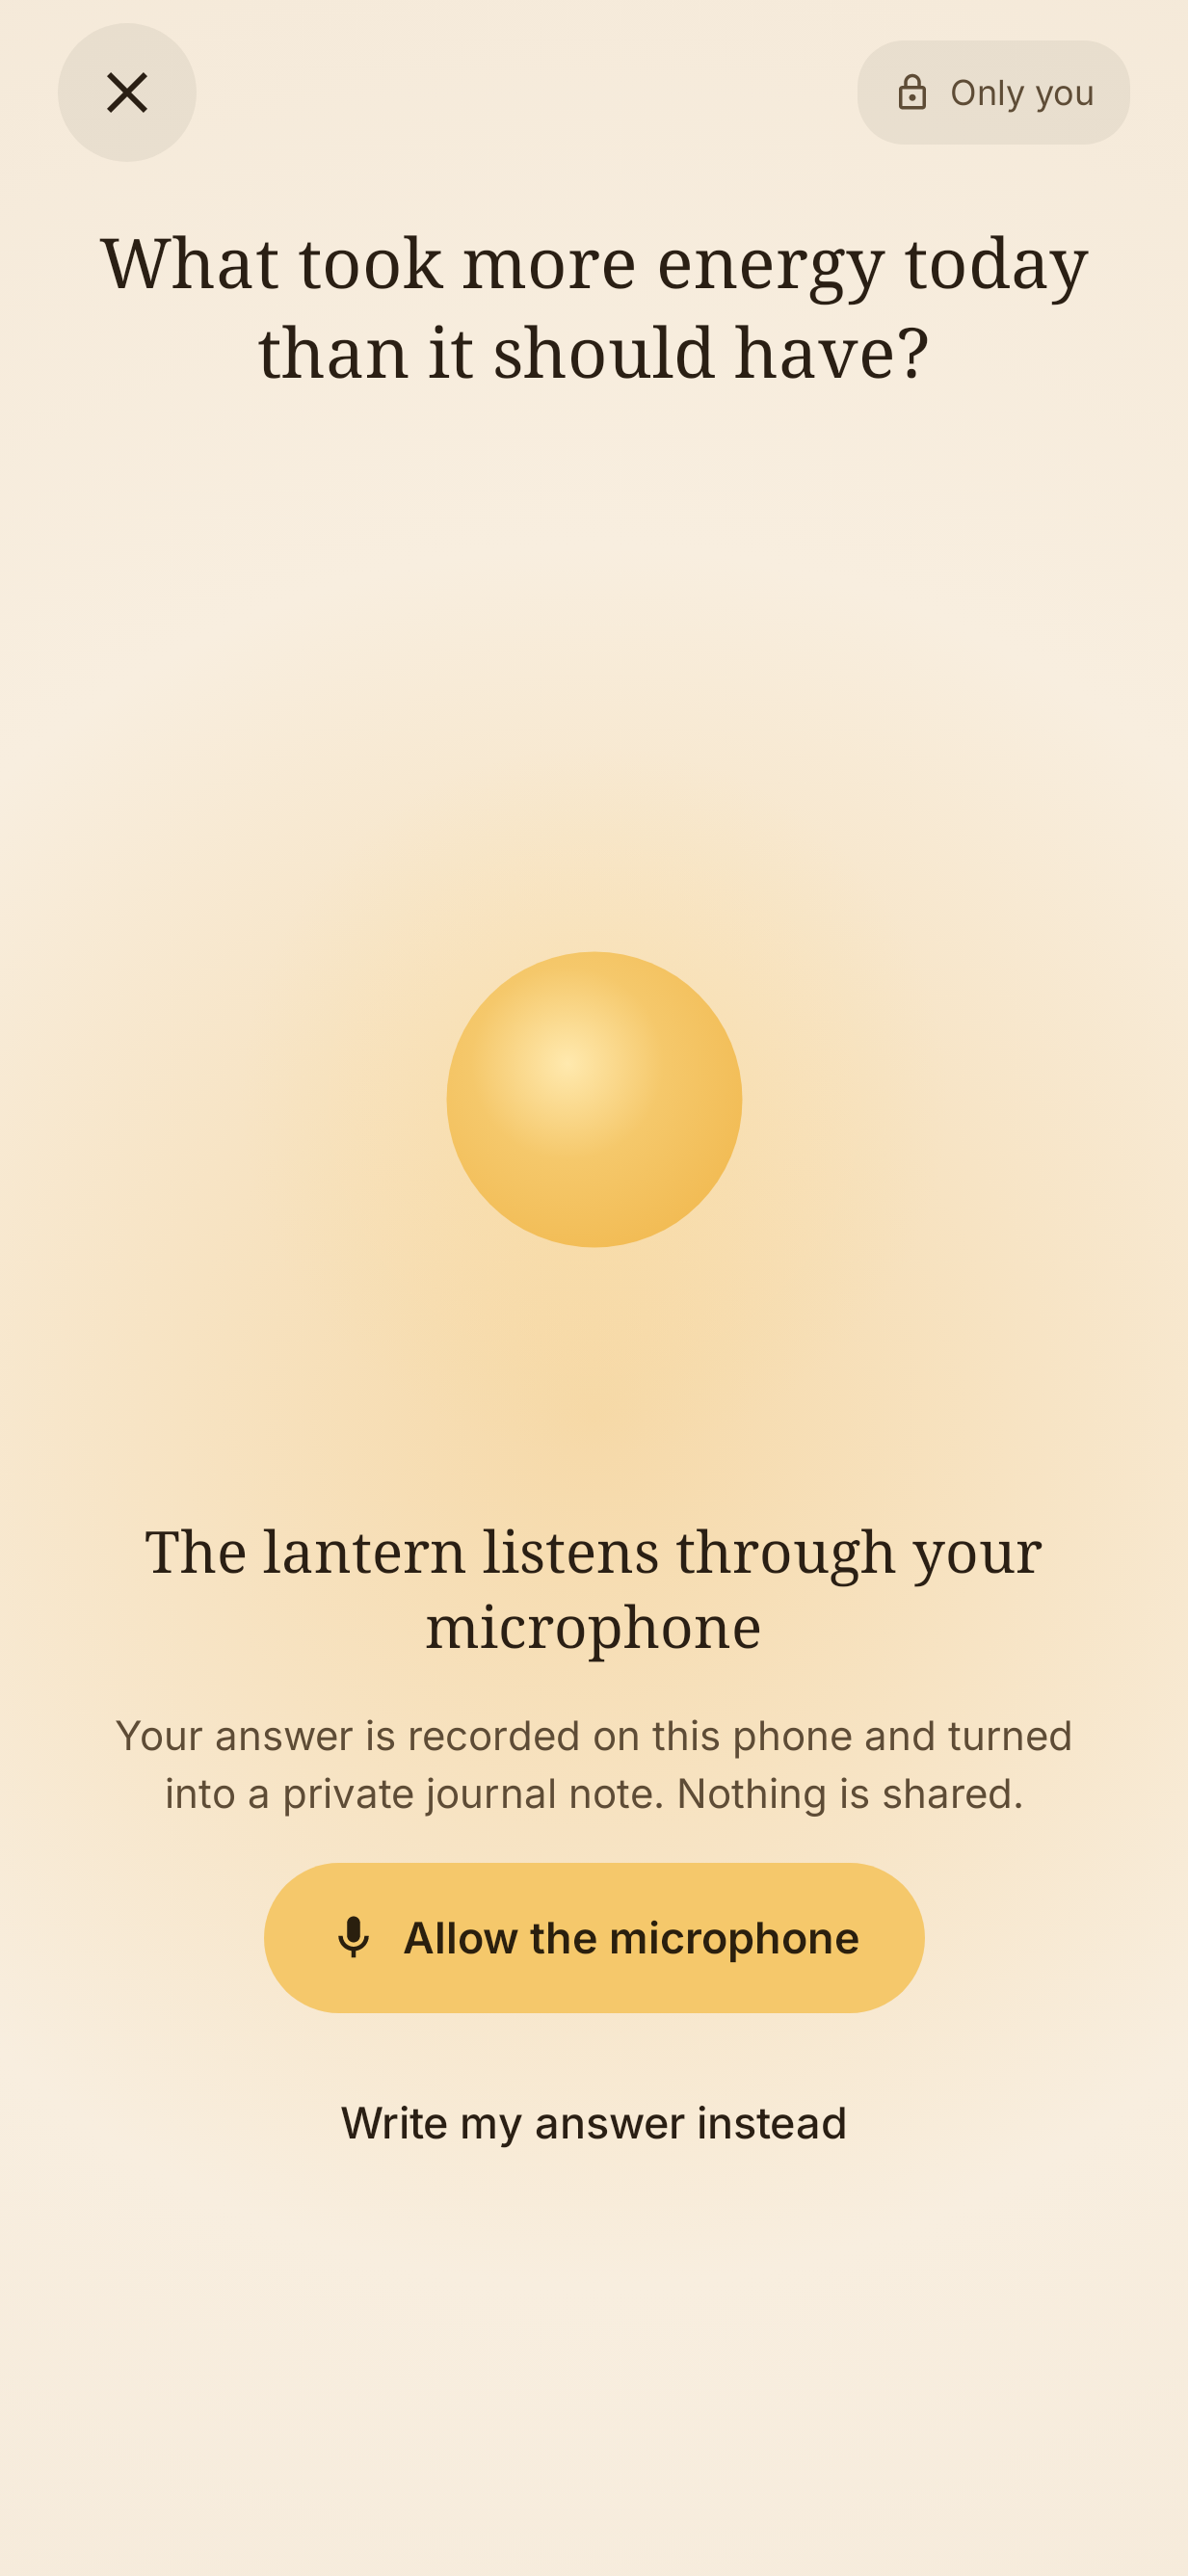 Only you
What took more energy today
than it should have?
The lantern listens through your
microphone
Your answer is recorded on this phone and turned
into a private journal note. Nothing is shared.
Allow the microphone
Write my answer instead